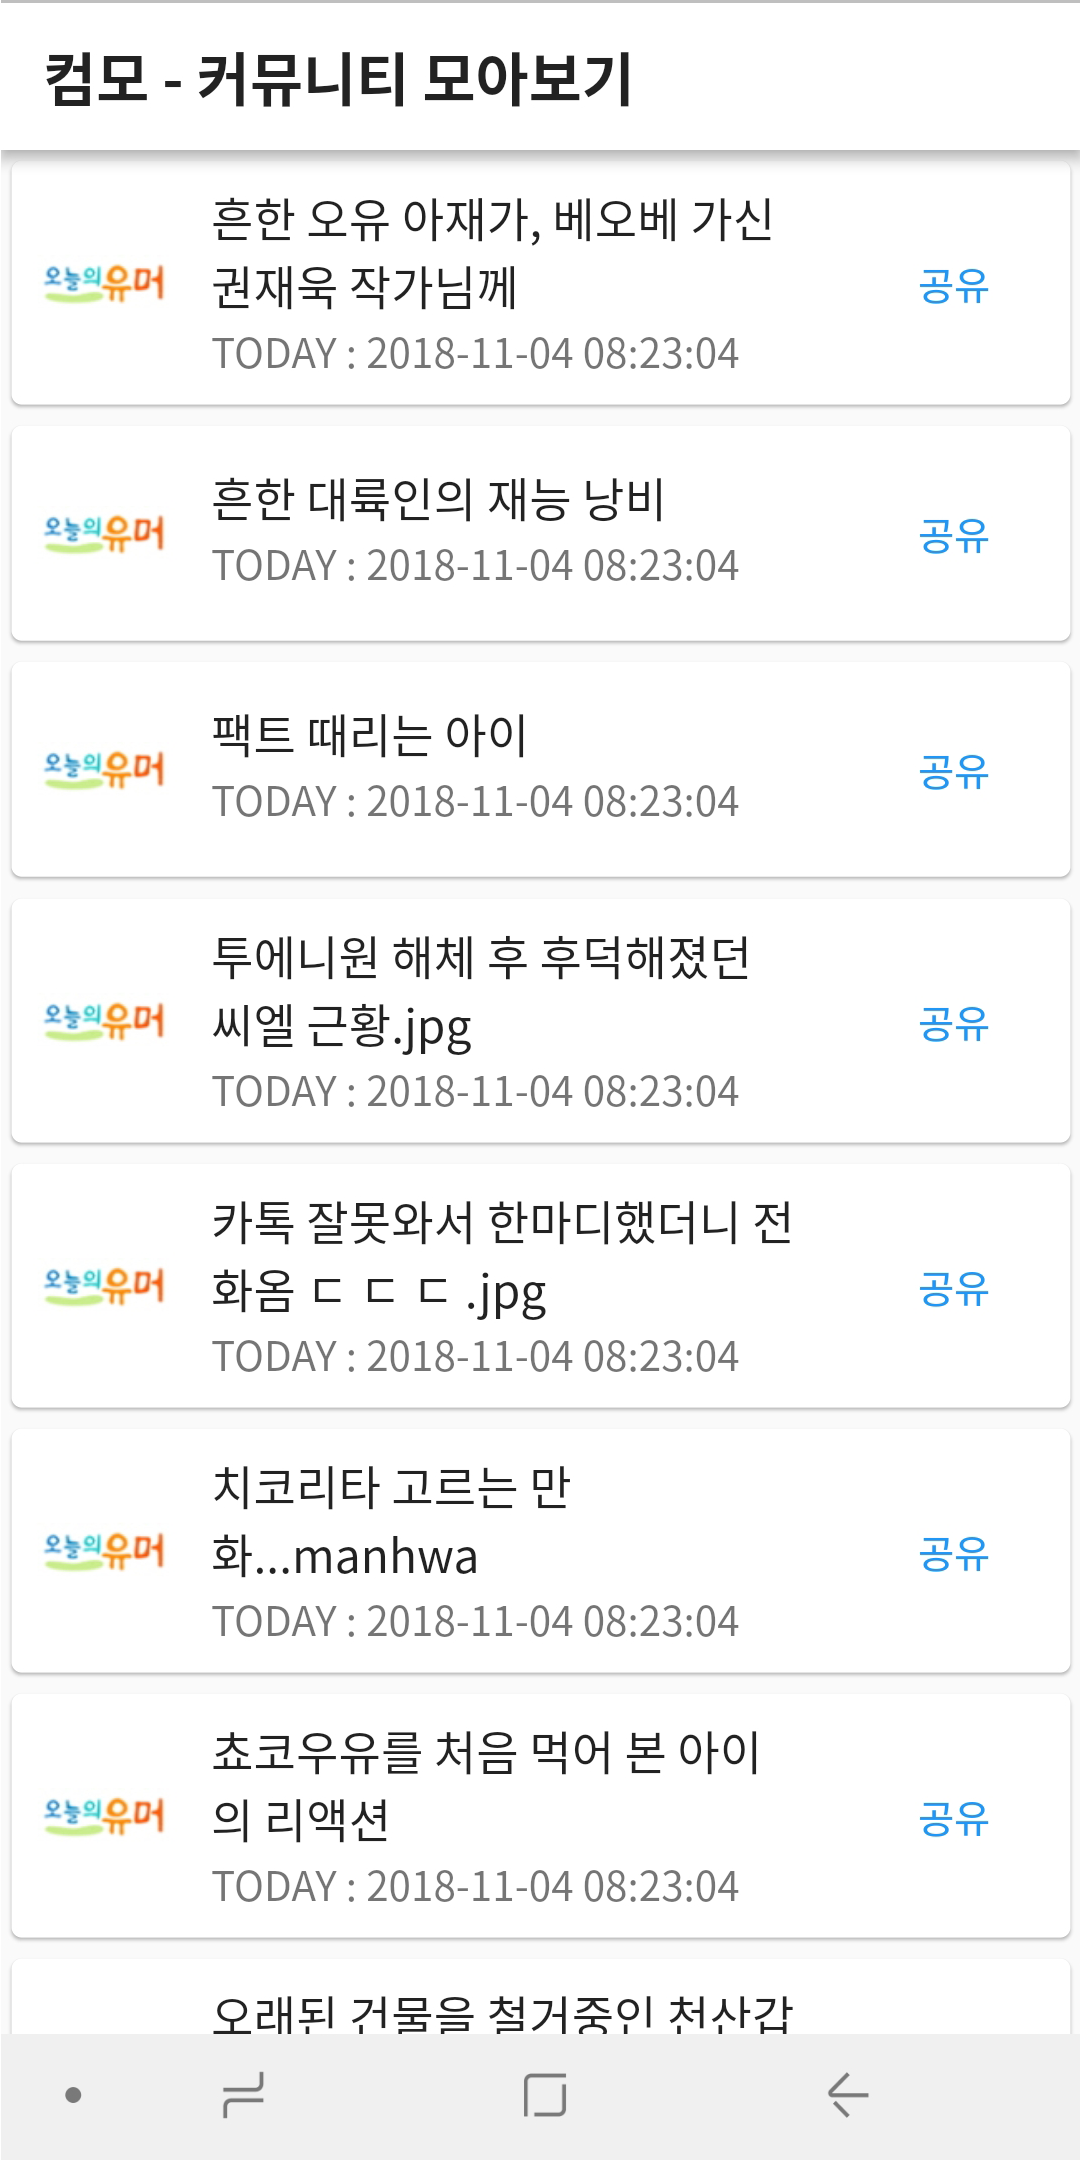 컴모 - 커뮤니티 모아보기
흔한 오유 아재가, 베오베 가신
권재욱 작가님께
오늘의유머
공유
TODAY : 2018-11-04 08:23:04
흔한 대륙인의 재능 낭비
오늘의유머
공유
TODAY : 2018-11-04 08:23:04
팩트 때리는 아이
오늘의유머
공유
TODAY : 2018-11-04 08:23:04
투에니원 해체 후 후덕해졌던
씨엘 근황.jpg
오늘의유머
공유
TODAY : 2018-11-04 08:23:04
카톡 잘못와서 한마디했더니 전
화옴 ㄷ ㄷ ㄷ .jpg
오늘의유머
공유
TODAY : 2018-11-04 08:23:04
치코리타 고르는 만
화...manhwa
오늘의유머
공유
TODAY : 2018-11-04 08:23:04
쵸코우유를 처음 먹어 본 아이
의 리액션
오늘의유머
공유
TODAY : 2018-11-04 08:23:04
오래된 건물을 철거중인 천산갑